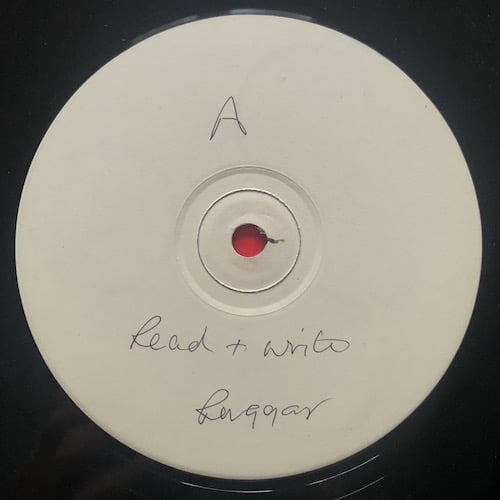 A
Read + write